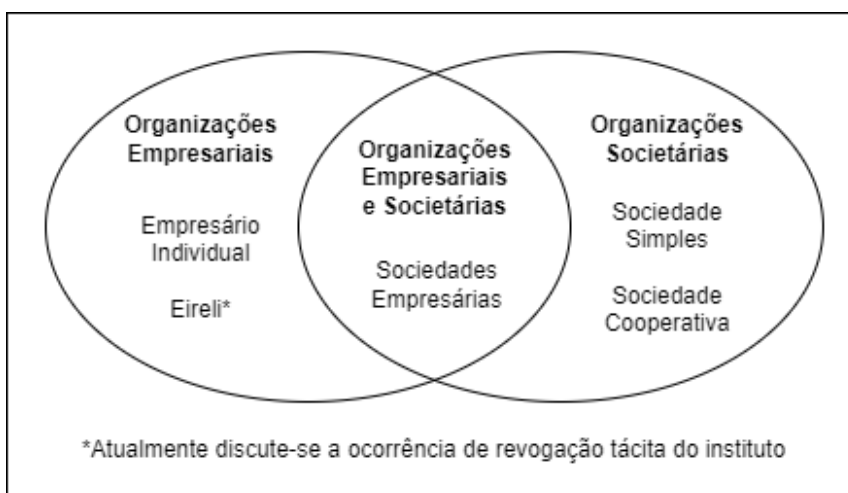 Organizações
Empresariais
Empresário
Individual
Eireli*
Organizações
Empresariais
e Societárias
Sociedades
Empresárias
Organizações
Societárias
Sociedade
Simples
Sociedade
Cooperativa
*Atualmente discute-se a ocorrência de revogação tácita do instituto